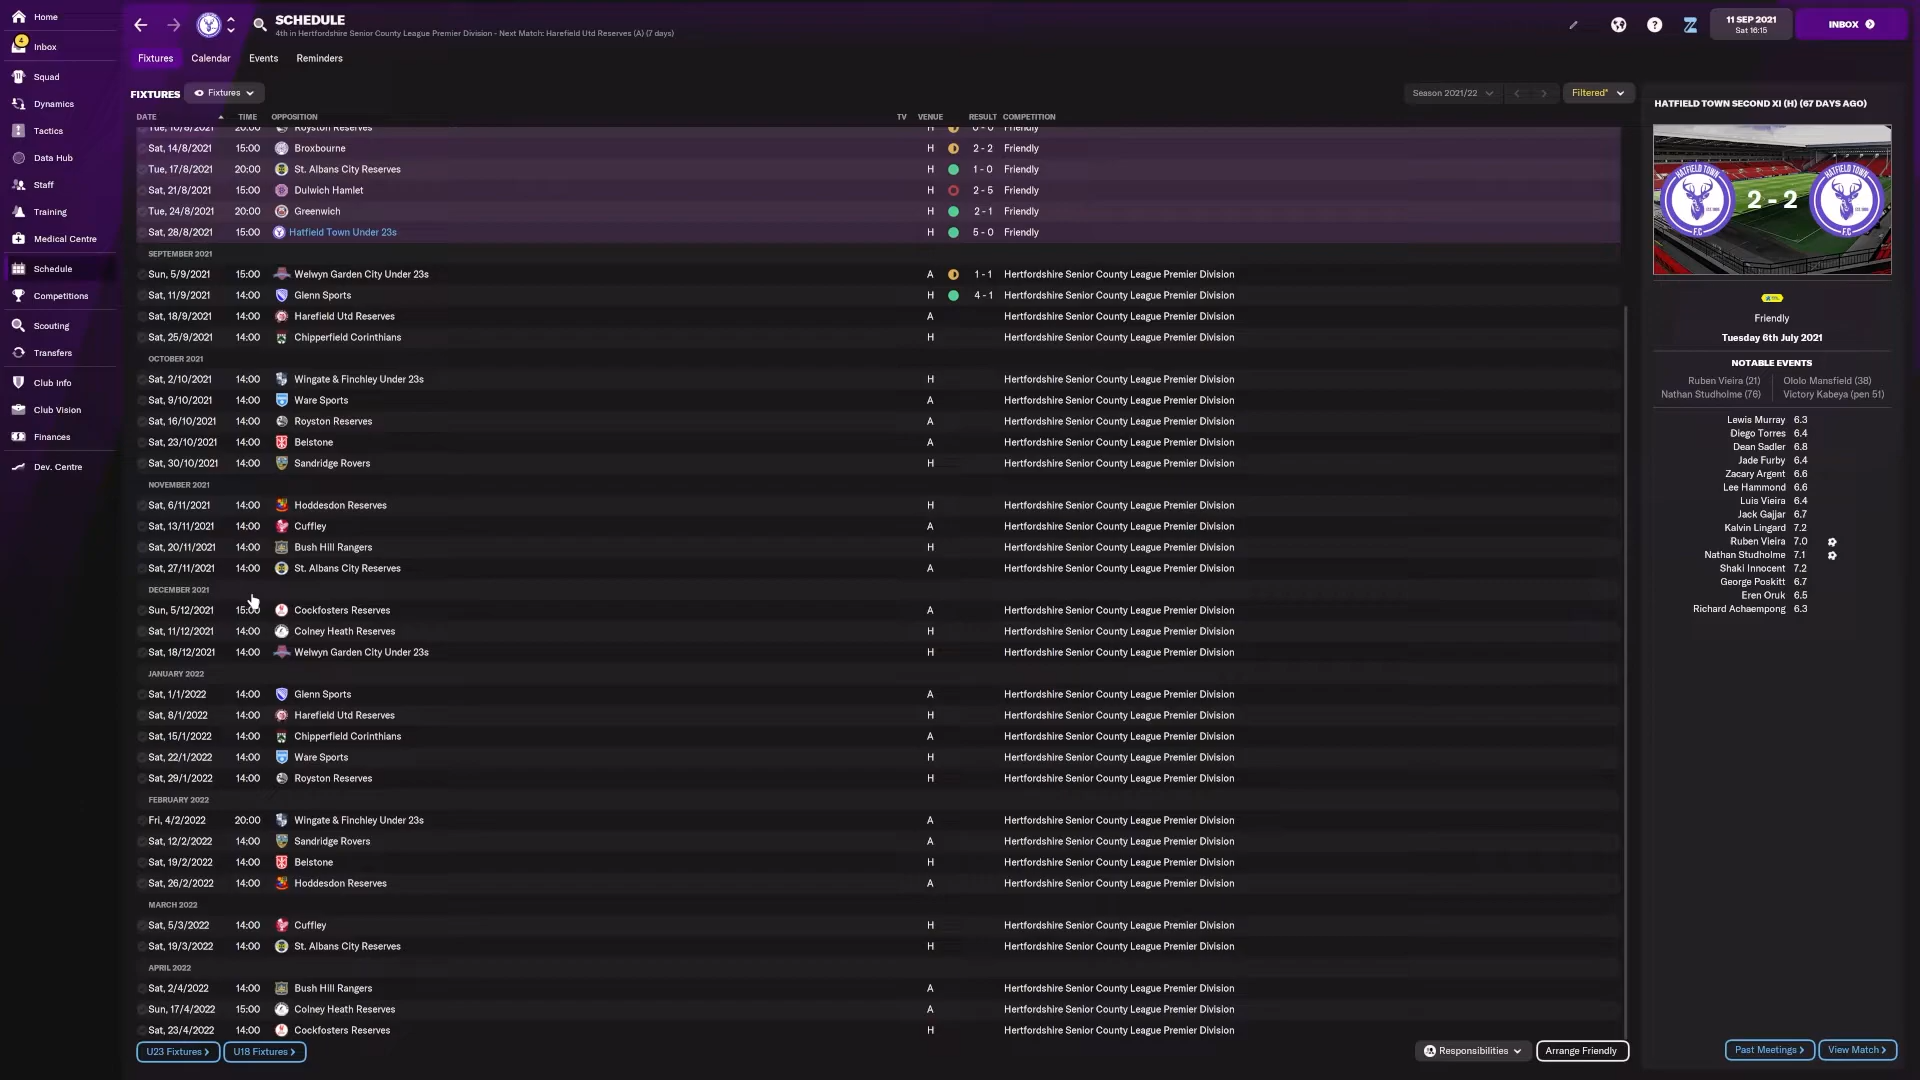 Home
4
Inbox
Squad
Dynamics
Tactics
Data Hub
Staff
Training
Medical Centre
Schedule
Competitions
Scouting
Transfers
Club Info
Club Vision
Finances
Dev. Centre
SCHEDULE
4th in Hertfordshire Senior County League Premier Division - Next Match: Harefield Utd Reserves (A) (7 days)
11 SEP 2021
Sat 16:15
INBOX
Fixtures Calendar Events Reminders
FIXTURES Fixtures
Season 2021/22 Filtered*
DATE TIME OPPOSITION TV VENUE RESULT COMPETITION
Tue, 10/8/2021 20:00 Royston Reserves H 0 - 0 Friendly
Sat, 14/8/2021 15:00 Broxbourne H 2 - 2 Friendly
Tue, 17/8/2021 20:00 St. Albans City Reserves H 1 - 0 Friendly
Sat, 21/8/2021 15:00 Dulwich Hamlet H 2 - 5 Friendly
Tue, 24/8/2021 20:00 Greenwich H 2 - 1 Friendly
Sat, 28/8/2021 15:00 Hatfield Town Under 23s H 5 - 0 Friendly
SEPTEMBER 2021
Sun, 5/9/2021 15:00 Welwyn Garden City Under 23s A 1 - 1 Hertfordshire Senior County League Premier Division
Sat, 11/9/2021 14:00 Glenn Sports H 4 - 1 Hertfordshire Senior County League Premier Division
Sat, 18/9/2021 14:00 Harefield Utd Reserves A Hertfordshire Senior County League Premier Division
Sat, 25/9/2021 14:00 Chipperfield Corinthians H Hertfordshire Senior County League Premier Division
OCTOBER 2021
Sat, 2/10/2021 14:00 Wingate & Finchley Under 23s H Hertfordshire Senior County League Premier Division
Sat, 9/10/2021 14:00 Ware Sports A Hertfordshire Senior County League Premier Division
Sat, 16/10/2021 14:00 Royston Reserves A Hertfordshire Senior County League Premier Division
Sat, 23/10/2021 14:00 Belstone A Hertfordshire Senior County League Premier Division
Sat, 30/10/2021 14:00 Sandridge Rovers H Hertfordshire Senior County League Premier Division
NOVEMBER 2021
Sat, 6/11/2021 14:00 Hoddesdon Reserves H Hertfordshire Senior County League Premier Division
Sat, 13/11/2021 14:00 Cuffley A Hertfordshire Senior County League Premier Division
Sat, 20/11/2021 14:00 Bush Hill Rangers H Hertfordshire Senior County League Premier Division
Sat, 27/11/2021 14:00 St. Albans City Reserves A Hertfordshire Senior County League Premier Division
DECEMBER 2021
Sun, 5/12/2021 15:00 Cockfosters Reserves A Hertfordshire Senior County League Premier Division
Sat, 11/12/2021 14:00 Colney Heath Reserves H Hertfordshire Senior County League Premier Division
Sat, 18/12/2021 14:00 Welwyn Garden City Under 23s H Hertfordshire Senior County League Premier Division
JANUARY 2022
Sat, 1/1/2022 14:00 Glenn Sports A Hertfordshire Senior County League Premier Division
Sat, 8/1/2022 14:00 Harefield Utd Reserves H Hertfordshire Senior County League Premier Division
Sat, 15/1/2022 14:00 Chipperfield Corinthians A Hertfordshire Senior County League Premier Division
Sat, 22/1/2022 14:00 Ware Sports H Hertfordshire Senior County League Premier Division
Sat, 29/1/2022 14:00 Royston Reserves H Hertfordshire Senior County League Premier Division
FEBRUARY 2022
Fri, 4/2/2022 20:00 Wingate & Finchley Under 23s A Hertfordshire Senior County League Premier Division
Sat, 12/2/2022 14:00 Sandridge Rovers A Hertfordshire Senior County League Premier Division
Sat, 19/2/2022 14:00 Belstone H Hertfordshire Senior County League Premier Division
Sat, 26/2/2022 14:00 Hoddesdon Reserves A Hertfordshire Senior County League Premier Division
MARCH 2022
Sat, 5/3/2022 14:00 Cuffley H Hertfordshire Senior County League Premier Division
Sat, 19/3/2022 14:00 St. Albans City Reserves H Hertfordshire Senior County League Premier Division
APRIL 2022
Sat, 2/4/2022 14:00 Bush Hill Rangers A Hertfordshire Senior County League Premier Division
Sun, 17/4/2022 15:00 Colney Heath Reserves A Hertfordshire Senior County League Premier Division
Sat, 23/4/2022 14:00 Cockfosters Reserves H Hertfordshire Senior County League Premier Division
U23 Fixtures > U18 Fixtures >
Responsibilities Arrange Friendly
HATFIELD TOWN SECOND XI (H) (67 DAYS AGO)
HATFIELD TOWN F.C 2 - 2 HATFIELD TOWN F.C
Friendly
Tuesday 6th July 2021
NOTABLE EVENTS
Ruben Vieira (21) Ololo Mansfield (38)
Nathan Studholme (76) Victory Kabeya (pen 51)
Lewis Murray 6.3
Diego Torres 6.4
Dean Sadler 6.8
Jade Furby 6.4
Zacary Argent 6.6
Lee Hammond 6.6
Luis Vieira 6.4
Jack Gajjar 6.7
Kalvin Lingard 7.2
Ruben Vieira 7.0
Nathan Studholme 7.1
Shaki Innocent 7.2
George Poskitt 6.7
Eren Oruk 6.5
Richard Achaempong 6.3
Past Meetings > View Match >